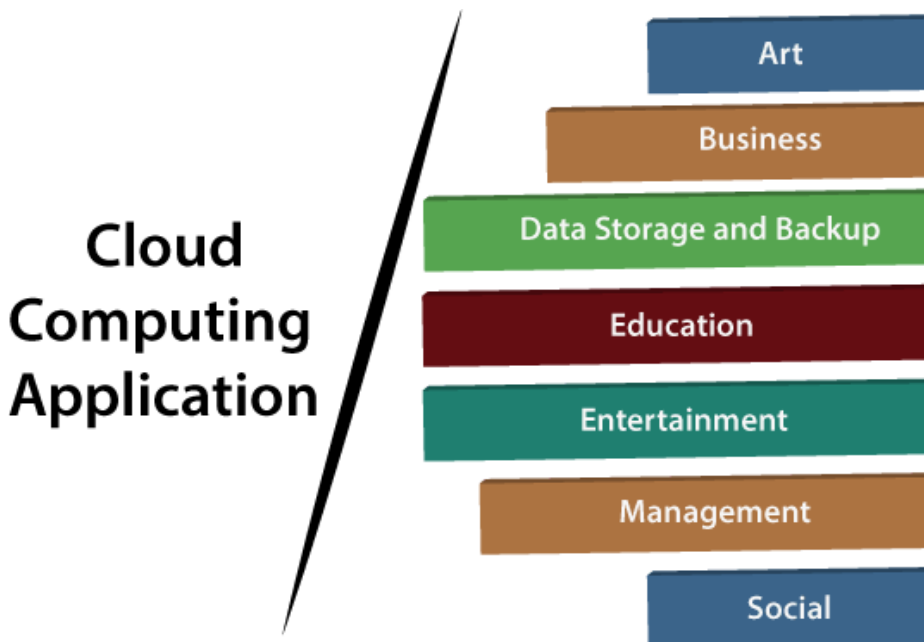 Cloud
Computing
Application
Art
Business
Data Storage and Backup
Education
Entertainment
Management
Social